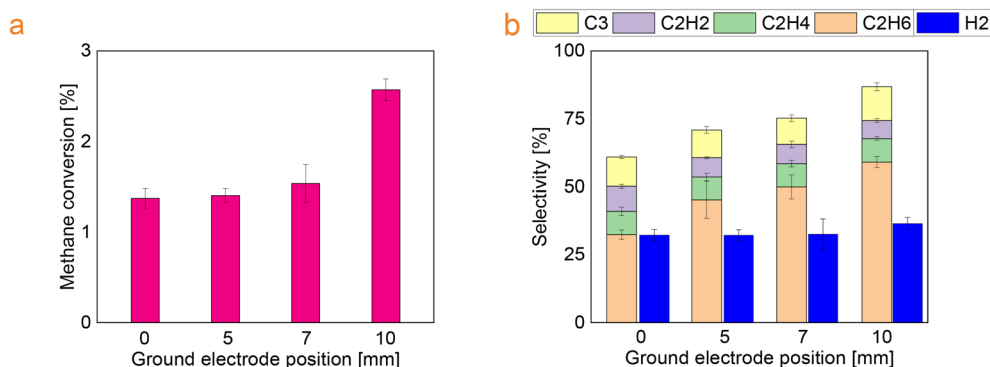 a
Methane conversion [%]
3
2
1
0
0 5 7 10
Ground electrode position [mm]
b
C3 C2H2 C2H4 C2H6 H2
Selectivity [%]
100
75
50
25
0
0 5 7 10
Ground electrode position [mm]